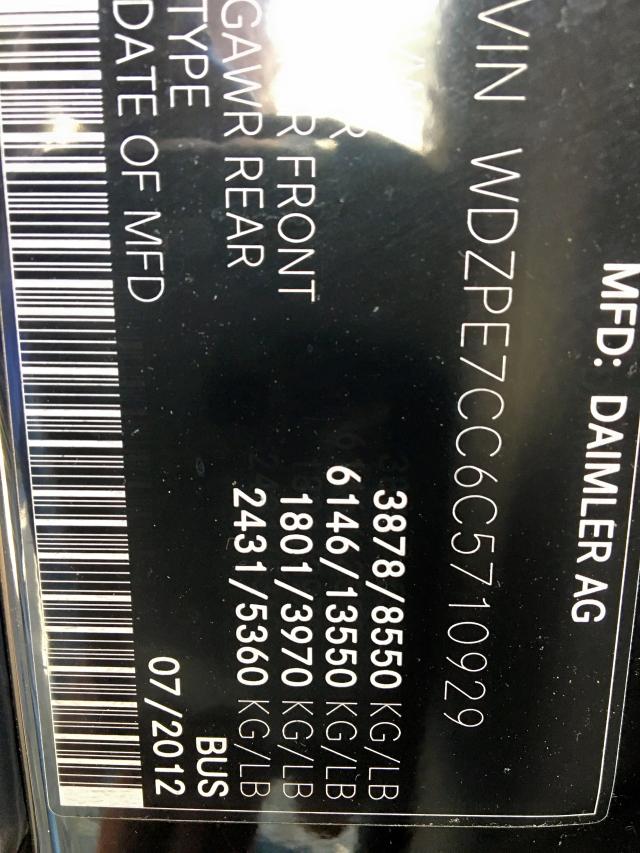 MFD: DAIMLER AG
VIN WDZPE7CC6C5710929
3878/8550 KG/LB
6146/13550 KG/LB
R FRONT 1801/3970 KG/LB
GAWR REAR 2431/5360 KG/LB
TYPE BUS
DATE OF MFD 07/2012